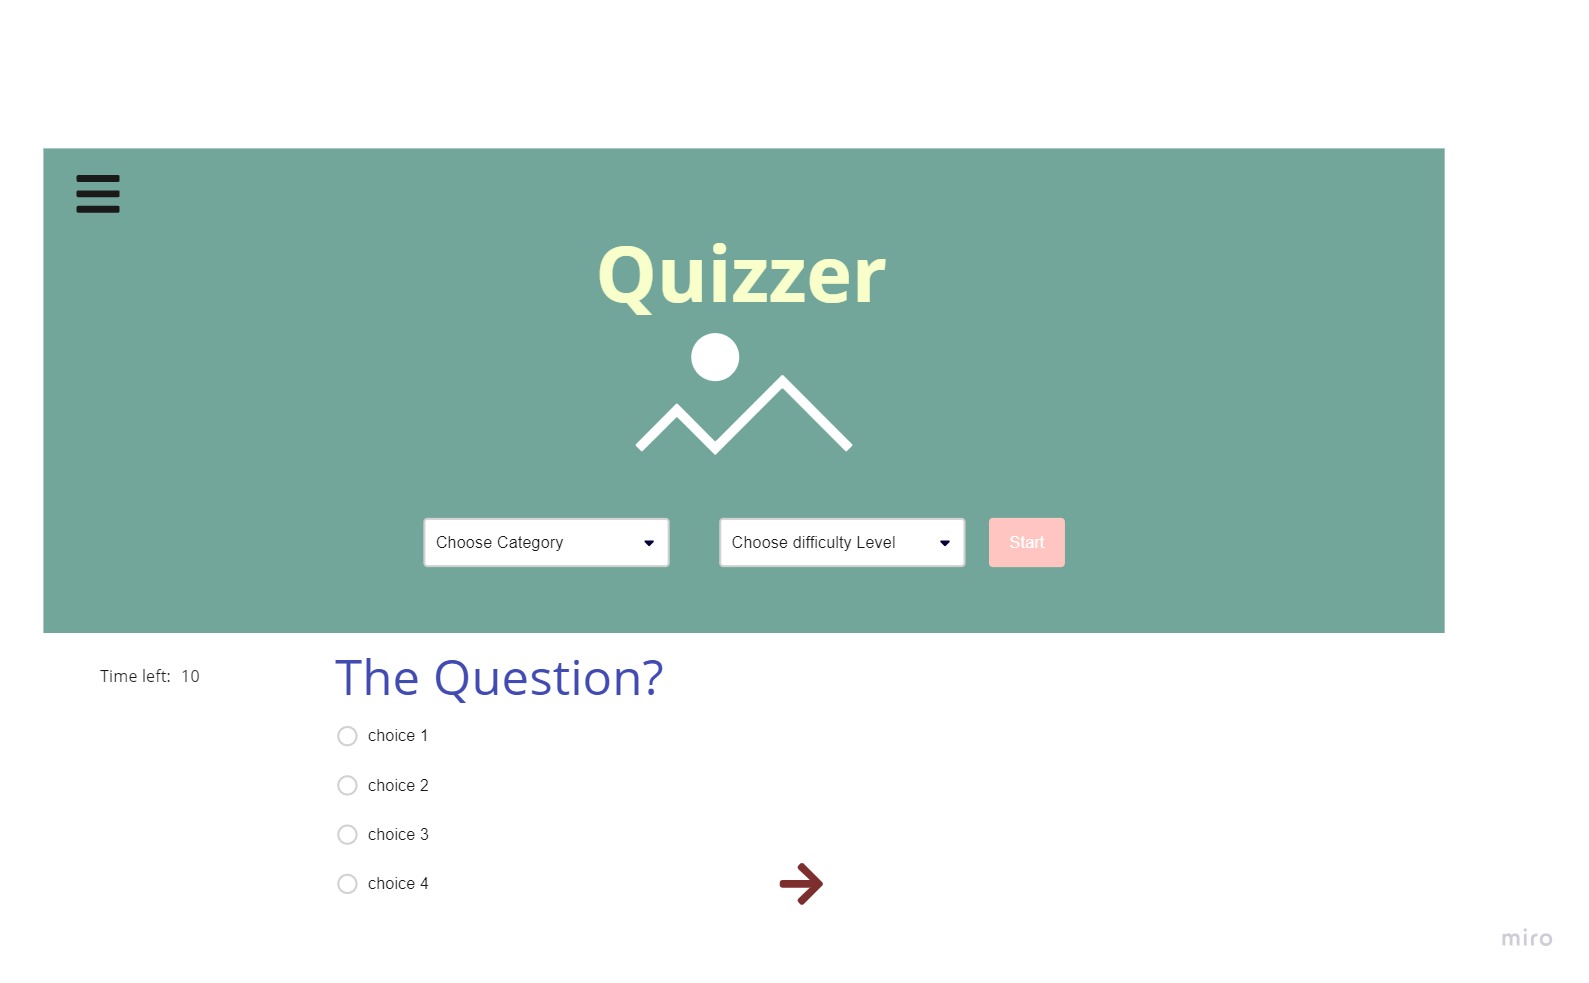 Quizzer
Choose Category
Choose difficulty Level
Start
Time left: 10
The Question?
choice 1
choice 2
choice 3
choice 4
miro